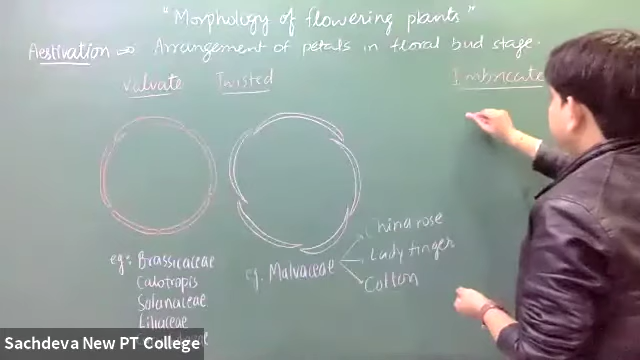 "Morphology of flowering plants"
Aestivation ⇒ Arrangement of petals in floral bud stage.
Valvate Twisted Imbricate
eg:- Brassicaceae
Calotropis
Solanaceae
Liliaceae
eg. Malvaceae
China rose
Lady finger
Cotton
Sachdeva New PT College